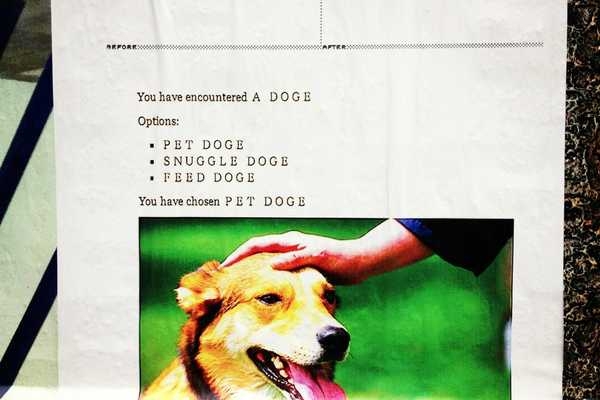 BEFORE AFTER
You have encountered A DOGE
Options:
▪ PET DOGE
▪ SNUGGLE DOGE
▪ FEED DOGE
You have chosen PET DOGE